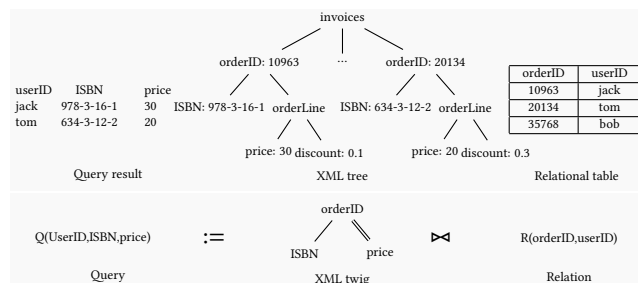 invoices
orderID: 10963 ... orderID: 20134
userID ISBN price
jack 978-3-16-1 30
tom 634-3-12-2 20
ISBN: 978-3-16-1 orderLine ISBN: 634-3-12-2 orderLine
price: 30 discount: 0.1 price: 20 discount: 0.3
orderID userID
10963 jack
20134 tom
35768 bob
Query result XML tree Relational table
orderID
Q(UserID,ISBN,price) := ⋈ R(orderID,userID)
ISBN price
Query XML twig Relation